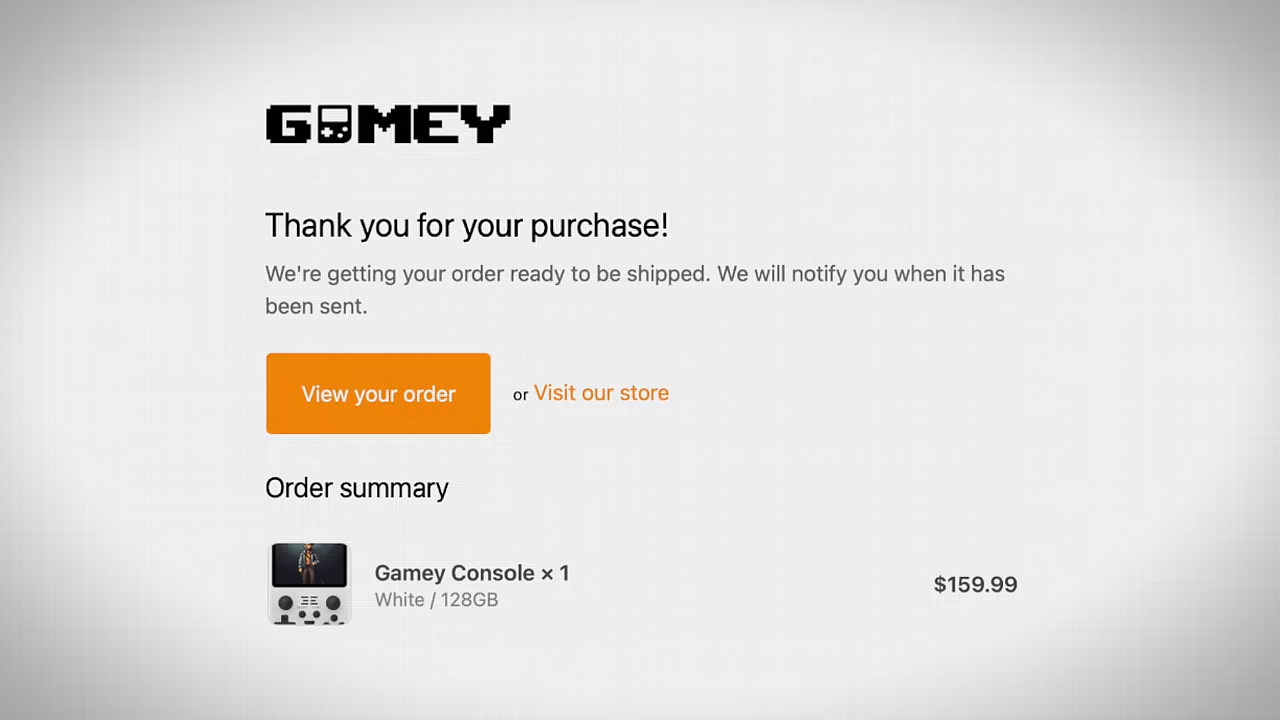 GAMEY
Thank you for your purchase!
We're getting your order ready to be shipped. We will notify you when it has
been sent.
View your order
or Visit our store
Order summary
Gamey Console × 1
White / 128GB
$159.99